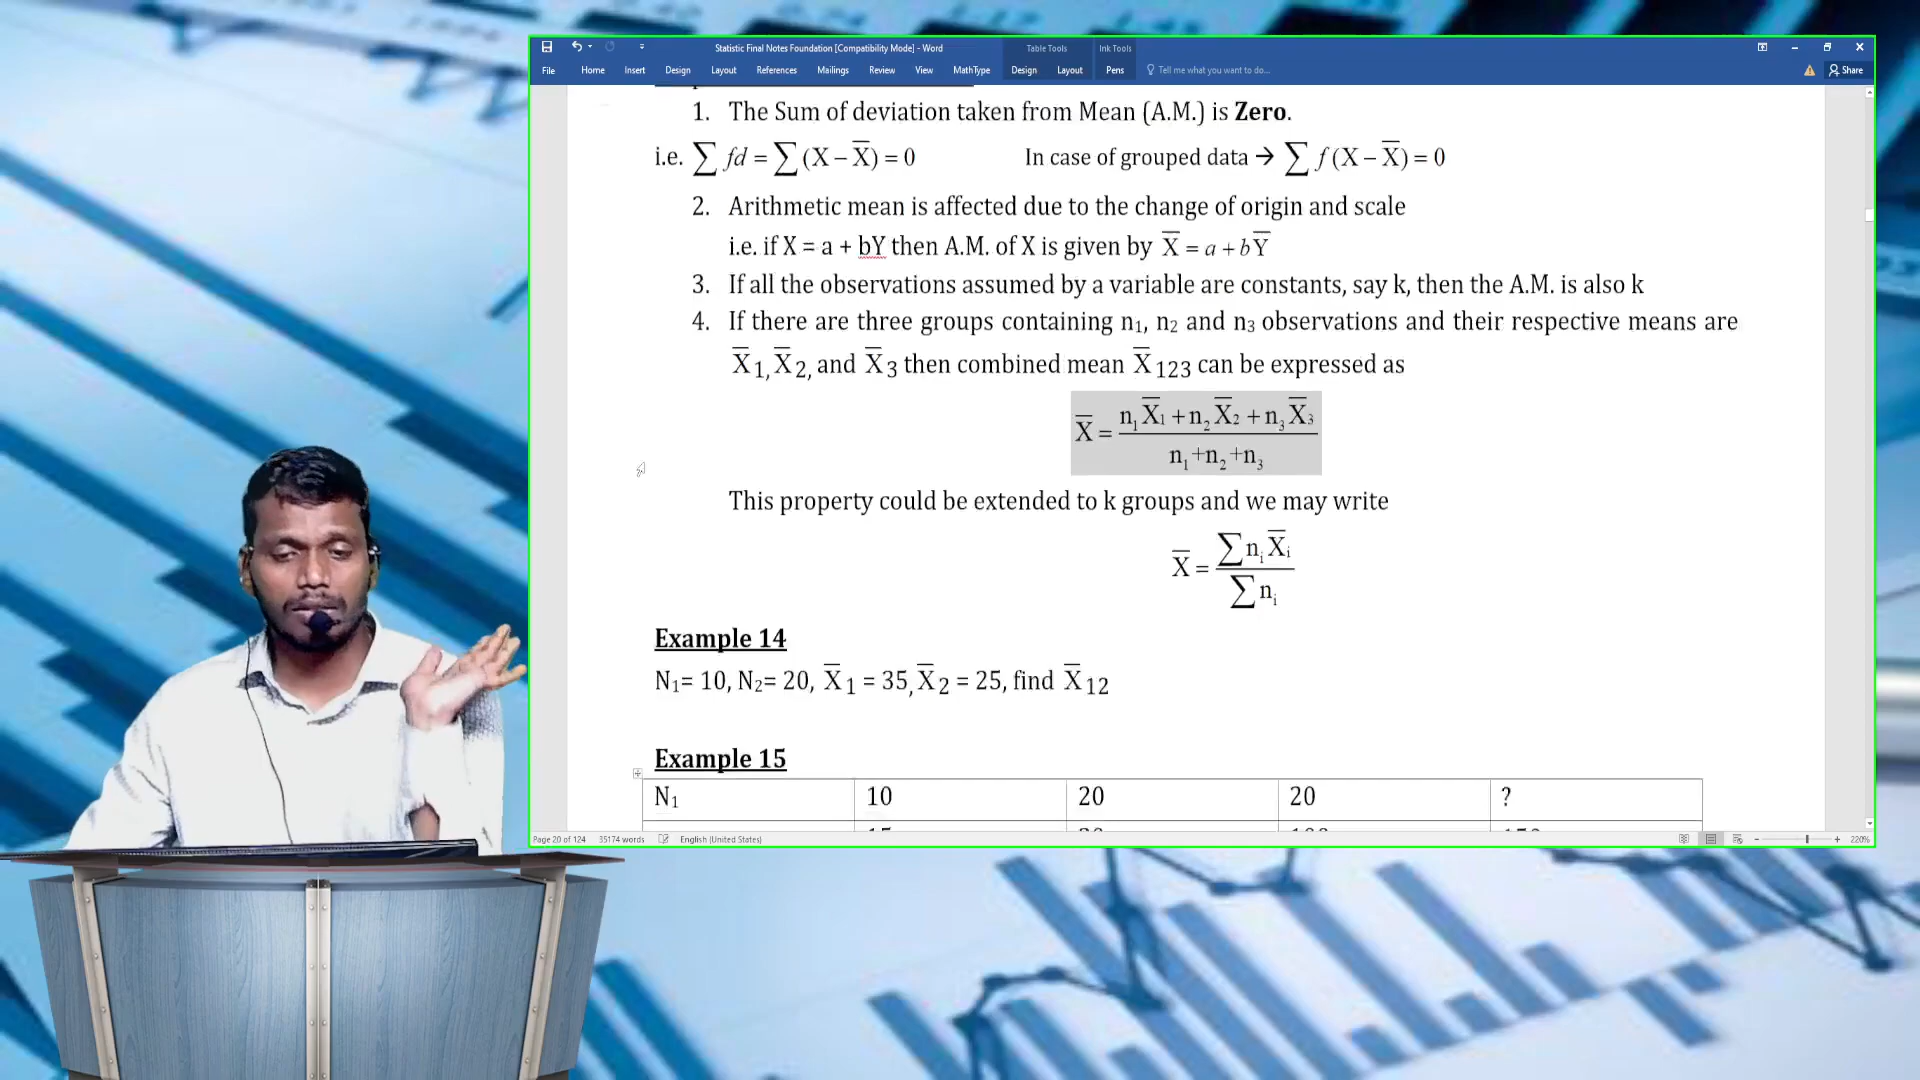 Statistic Final Notes Foundation [Compatibility Mode] - Word
Table Tools
Ink Tools
File Home Insert Design Layout References Mailings Review View MathType Design Layout Pens Tell me what you want to do... Share
1. The Sum of deviation taken from Mean (A.M.) is Zero.
i.e. ∑ fd = ∑ (X – X̅) = 0 In case of grouped data → ∑ f (X – X̅) = 0
2. Arithmetic mean is affected due to the change of origin and scale
i.e. if X = a + bY then A.M. of X is given by X̅ = a + bY̅
3. If all the observations assumed by a variable are constants, say k, then the A.M. is also k
4. If there are three groups containing n₁, n₂ and n₃ observations and their respective means are
X̅₁, X̅₂, and X̅₃ then combined mean X̅₁₂₃ can be expressed as
X̅ = (n₁X̅₁ + n₂X̅₂ + n₃X̅₃) / (n₁+n₂+n₃)
This property could be extended to k groups and we may write
X̅ = ∑nᵢX̅ᵢ / ∑nᵢ
Example 14
N₁= 10, N₂= 20, X̅₁ = 35, X̅₂ = 25, find X̅₁₂
Example 15
N₁ 10 20 20 ?
Page 20 of 124 35174 words English (United States) 220%